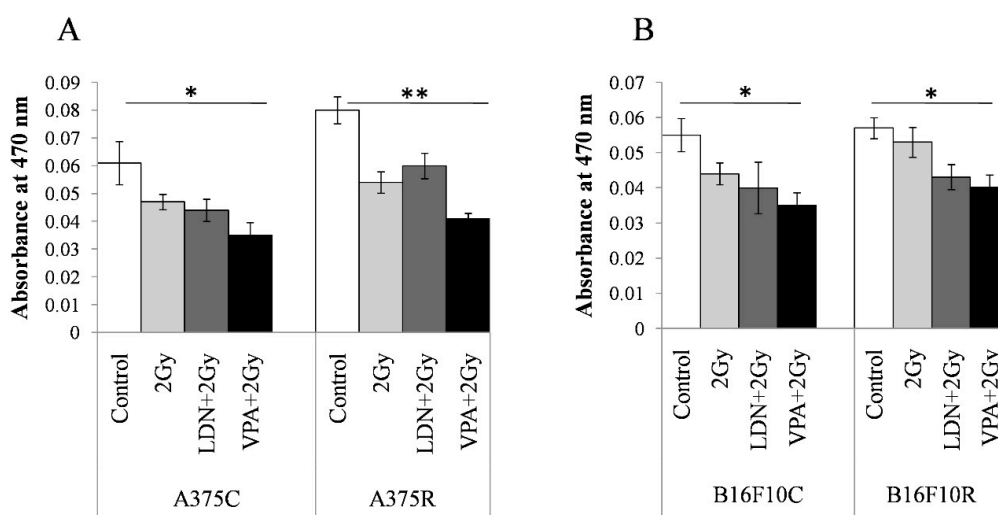 A
Absorbance at 470 nm
0.09
0.08
0.07
0.06
0.05
0.04
0.03
0.02
0.01
0
*
**
Control
2Gy
LDN+2Gy
VPA+2Gy
Control
2Gy
LDN+2Gy
VPA+2Gy
A375C
A375R
B
Absorbance at 470 nm
0.07
0.06
0.05
0.04
0.03
0.02
0.01
0
*
*
Control
2Gy
LDN+2Gy
VPA+2Gy
Control
2Gy
LDN+2Gy
VPA+2Gy
B16F10C
B16F10R